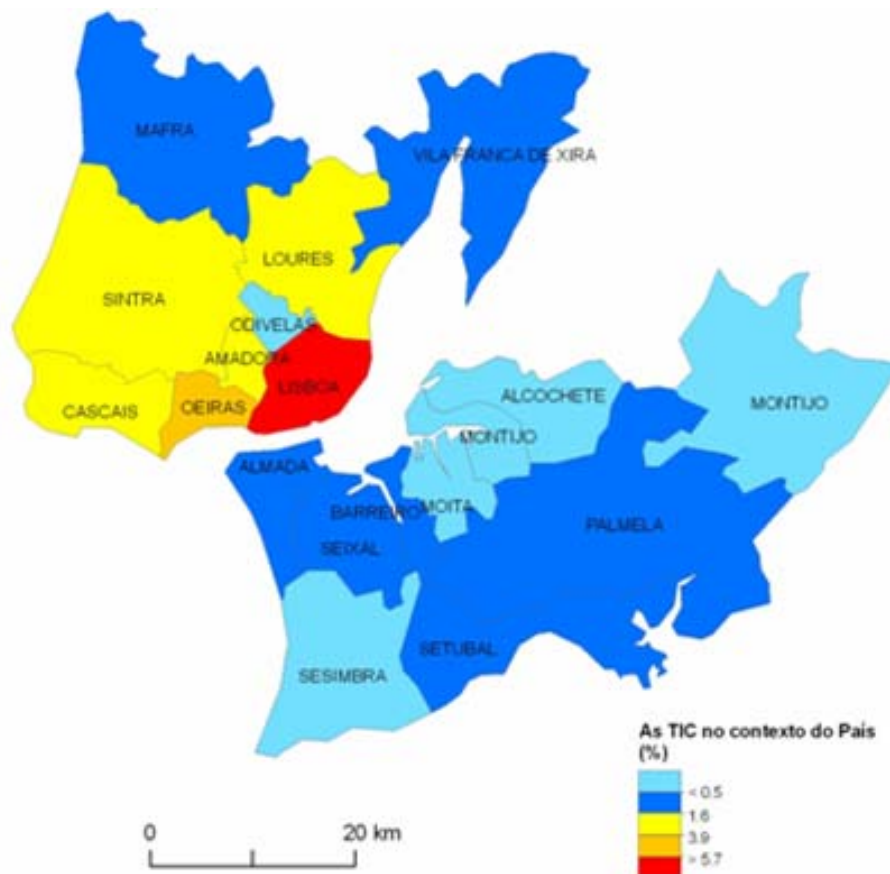 MAFRA
VILA FRANCA DE XIRA
LOURES
SINTRA
ODIVELAS
AMADORA
LISBOA
CASCAIS
OEIRAS
ALCOCHETE
MONTIJO
MONTIJO
ALMADA
MOITA
BARREIRO
PALMELA
SEIXAL
SETUBAL
SESIMBRA
As TIC no contexto do País
(%)
< 0.5
1.6
3.9
> 5.7
0 20 km